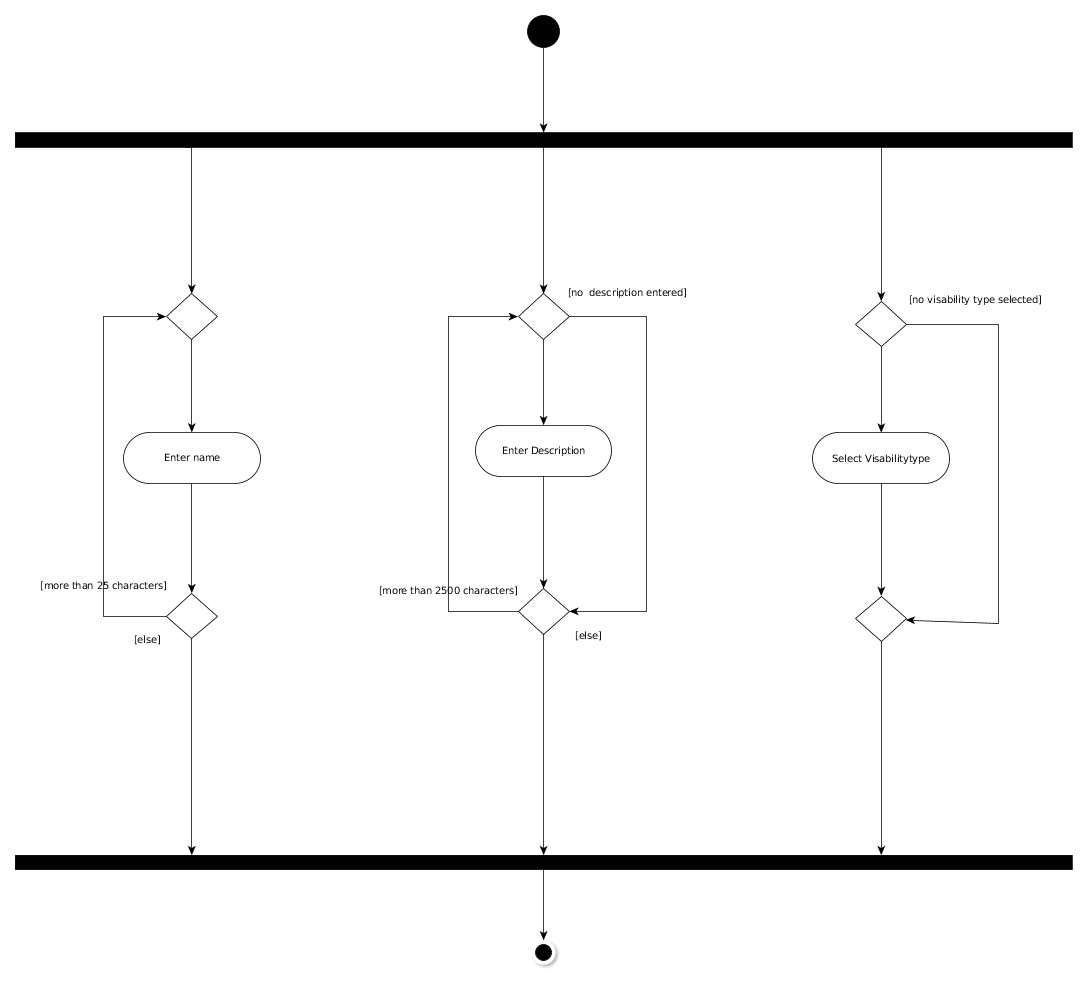 [no  description entered]
[no visability type selected]
Enter name
Enter Description
Select Visabilitytype
[more than 25 characters]
[more than 2500 characters]
[else]
[else]